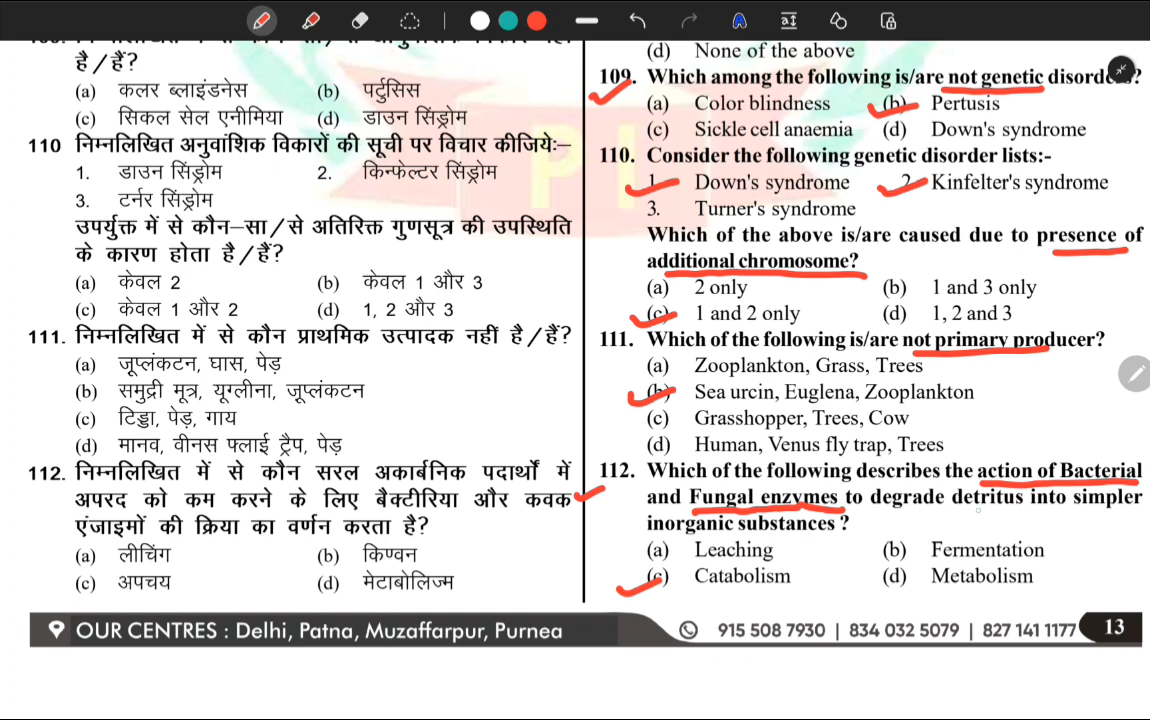 है/हैं?
(a) कलर ब्लाइंडनेस (b) पर्टुसिस
(c) सिकल सेल एनीमिया (d) डाउन सिंड्रोम
110 निम्नलिखित अनुवांशिक विकारों की सूची पर विचार कीजिये:–
1. डाउन सिंड्रोम 2. किन्फेल्टर सिंड्रोम
3. टर्नर सिंड्रोम
उपर्युक्त में से कौन–सा/से अतिरिक्त गुणसूत्र की उपस्थिति
के कारण होता है/हैं?
(a) केवल 2 (b) केवल 1 और 3
(c) केवल 1 और 2 (d) 1, 2 और 3
111. निम्नलिखित में से कौन प्राथमिक उत्पादक नहीं है/हैं?
(a) जूप्लंकटन, घास, पेड़
(b) समुद्री मूत्र, यूग्लीना, जूप्लंकटन
(c) टिड्डा, पेड़, गाय
(d) मानव, वीनस फ्लाई ट्रैप, पेड़
112. निम्नलिखित में से कौन सरल अकार्बनिक पदार्थों में
अपरद को कम करने के लिए बैक्टीरिया और कवक
एंजाइमों की क्रिया का वर्णन करता है?
(a) लीचिंग (b) किण्वन
(c) अपचय (d) मेटाबोलिज्म
(d) None of the above
109. Which among the following is/are not genetic
(a) Color blindness (b) Pertusis
(c) Sickle cell anaemia (d) Down's syndrome
110. Consider the following genetic disorder lists:-
1. Down's syndrome 2. Kinfelter's syndrome
3. Turner's syndrome
Which of the above is/are caused due to presence of
additional chromosome?
(a) 2 only (b) 1 and 3 only
(c) 1 and 2 only (d) 1, 2 and 3
111. Which of the following is/are not primary producer?
(a) Zooplankton, Grass, Trees
(b) Sea urcin, Euglena, Zooplankton
(c) Grasshopper, Trees, Cow
(d) Human, Venus fly trap, Trees
112. Which of the following describes the action of Bacterial
and Fungal enzymes to degrade detritus into simpler
inorganic substances ?
(a) Leaching (b) Fermentation
(c) Catabolism (d) Metabolism
OUR CENTRES : Delhi, Patna, Muzaffarpur, Purnea
915 508 7930 | 834 032 5079 | 827 141 1177 13